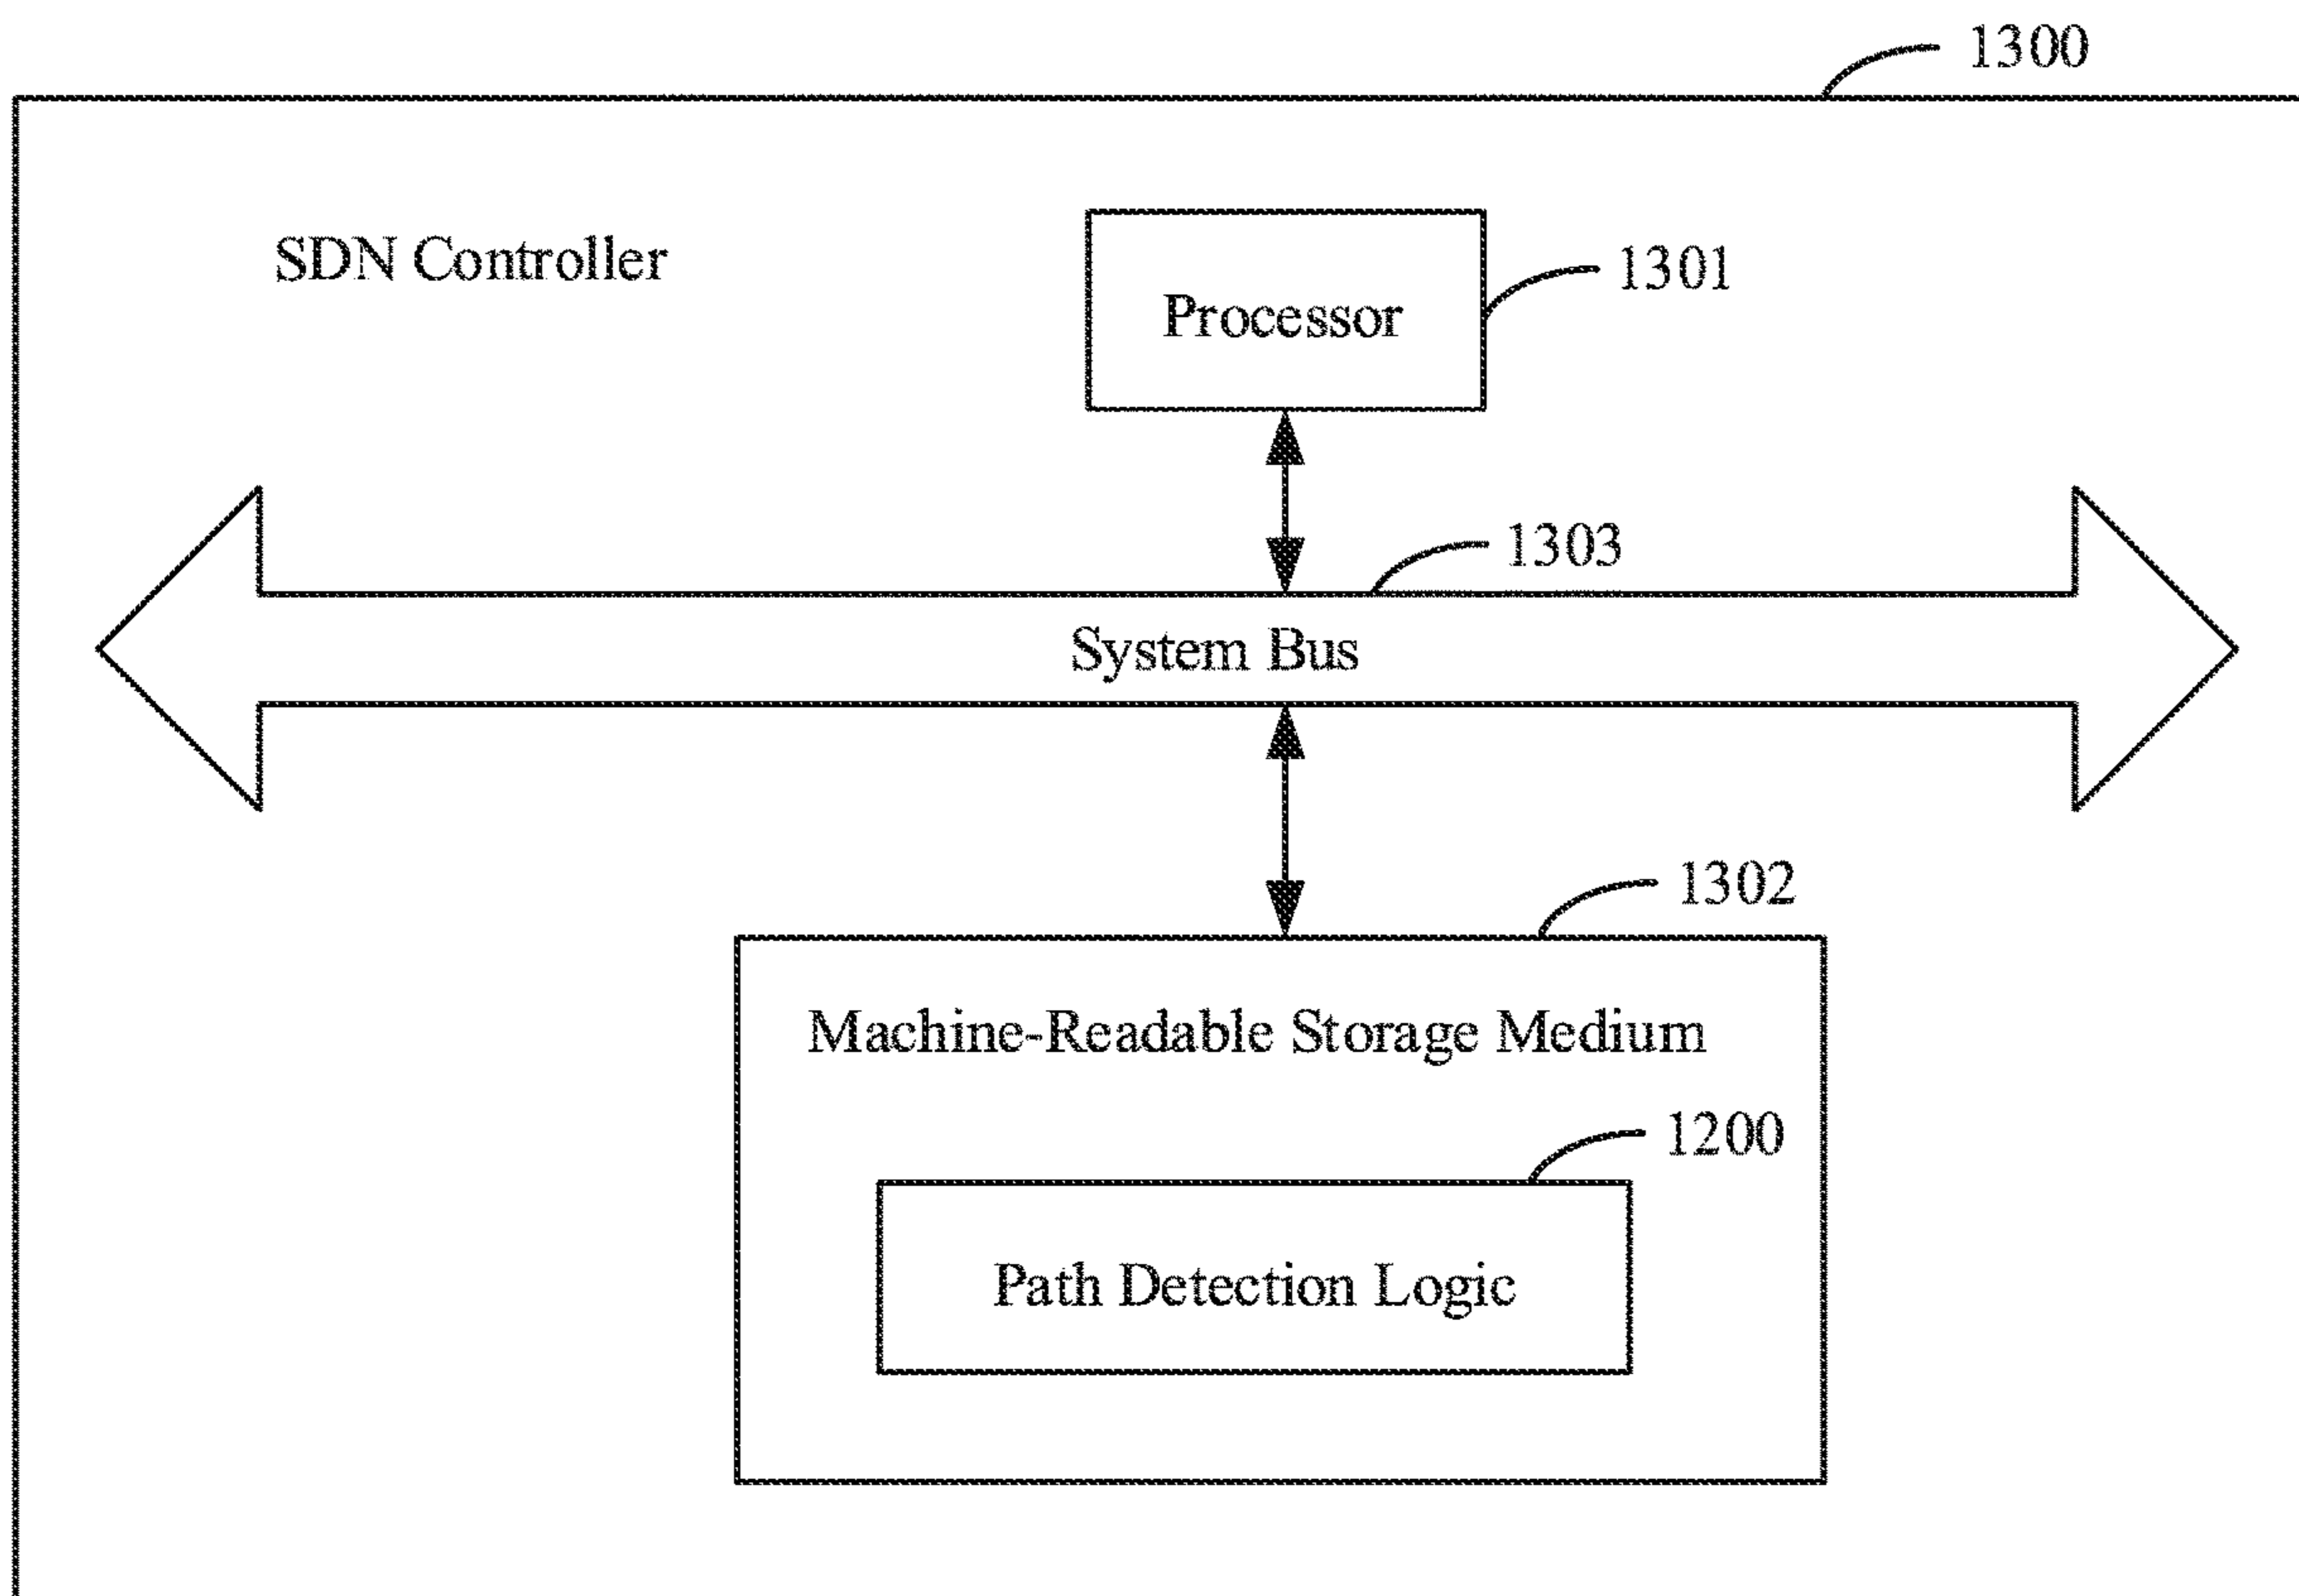 1300
SDN Controller
1301
Processor
1303
System Bus
1302
Machine-Readable Storage Medium
1200
Path Detection Logic